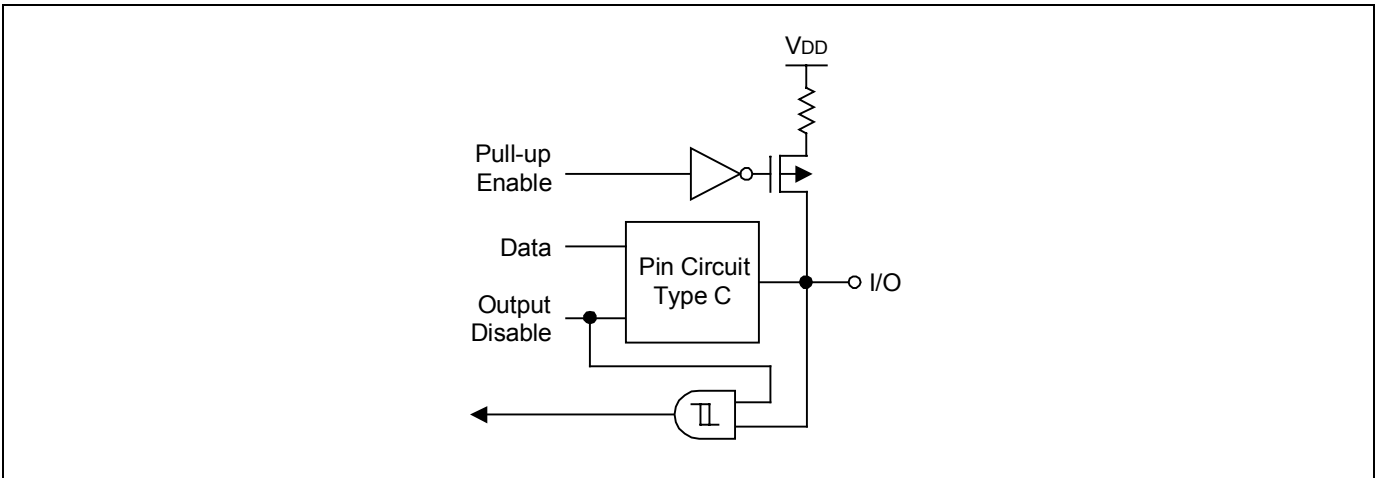 VDD
Pull-up
Enable
Data
Pin Circuit
Type C
I/O
Output
Disable